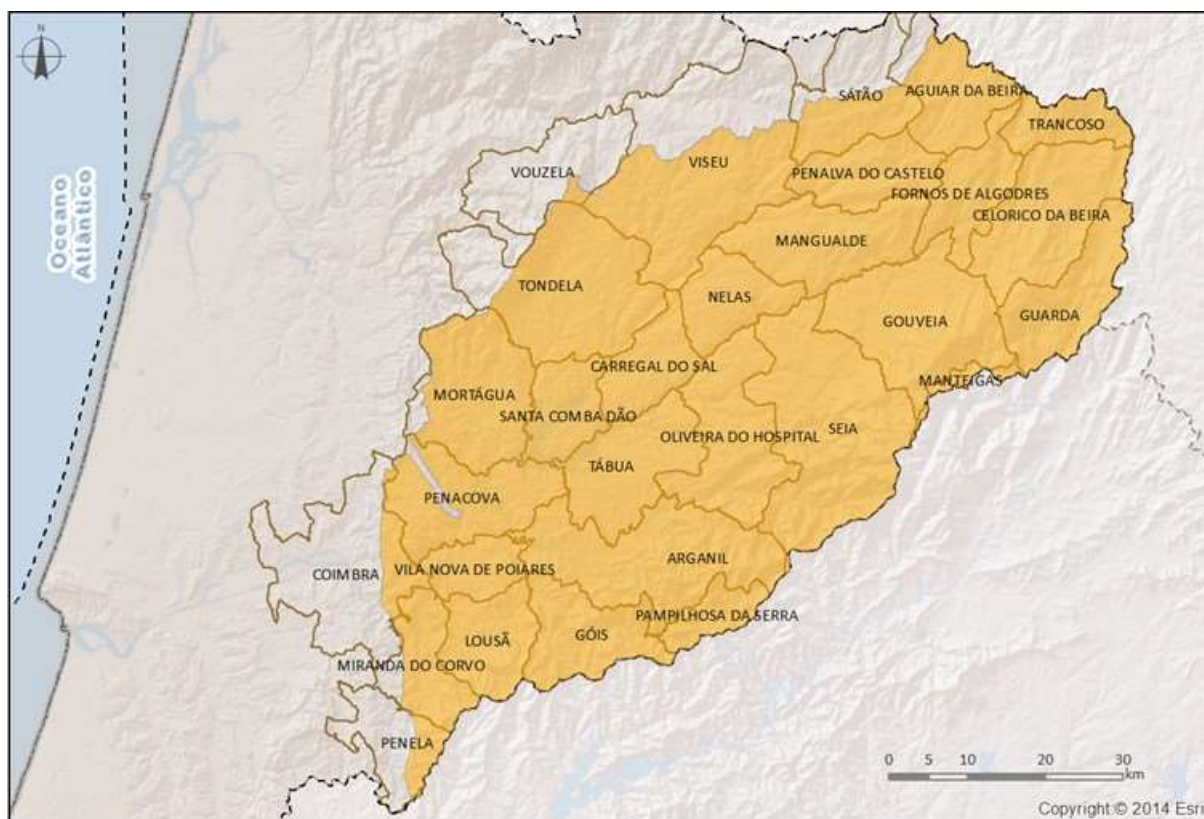 N
Oceano
Atlântico
SÁTÃO
AGUIAR DA BEIRA
TRANCOSO
VISEU
VOUZELA
PENALVA DO CASTELO
FORNOS DE ALGODRES
CELORICO DA BEIRA
MANGUALDE
TONDELA
NELAS
GOUVEIA
GUARDA
CARREGAL DO SAL
MANTEIGAS
MORTÁGUA
SANTA COMBA DÃO
OLIVEIRA DO HOSPITAL
SEIA
TÁBUA
PENACOVA
ARGANIL
COIMBRA
VILA NOVA DE POIARES
PAMPILHOSA DA SERRA
LOUSÃ
GÓIS
MIRANDA DO CORVO
PENELA
0 5 10 20 30
km
Copyright:© 2014 Esri